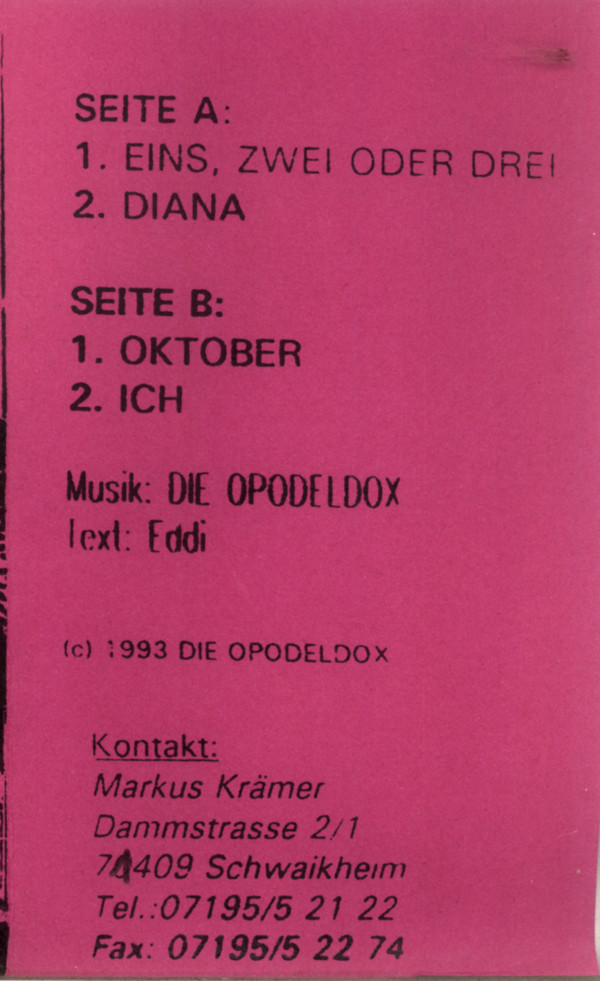 SEITE A:
1. EINS, ZWEI ODER DREI
2. DIANA
SEITE B:
1. OKTOBER
2. ICH
Musik: DIE OPODELDOX
Text: Eddi
(c) 1993 DIE OPODELDOX
Kontakt:
Markus Krämer
Dammstrasse 2/1
71409 Schwaikheim
Tel.:07195/5 21 22
Fax: 07195/5 22 74